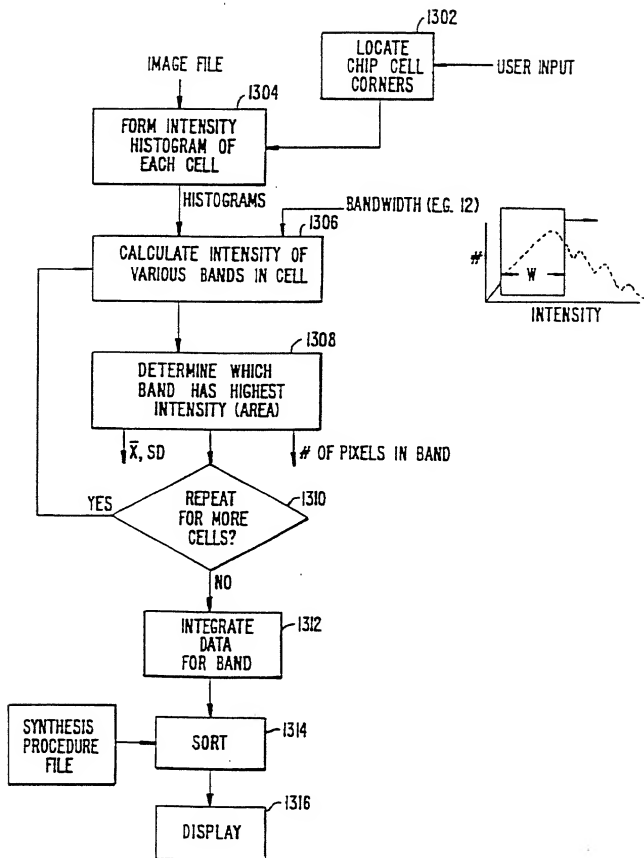 1302
LOCATE
CHIP CELL
CORNERS
USER INPUT
IMAGE FILE
1304
FORM INTENSITY
HISTOGRAM OF
EACH CELL
HISTOGRAMS
BANDWIDTH (E.G. 12)
1306
CALCULATE INTENSITY OF
VARIOUS BANDS IN CELL
#
W
INTENSITY
1308
DETERMINE WHICH
BAND HAS HIGHEST
INTENSITY (AREA)
X̄, SD
# OF PIXELS IN BAND
1310
YES
REPEAT
FOR MORE
CELLS?
NO
1312
INTEGRATE
DATA
FOR BAND
SYNTHESIS
PROCEDURE
FILE
1314
SORT
1316
DISPLAY